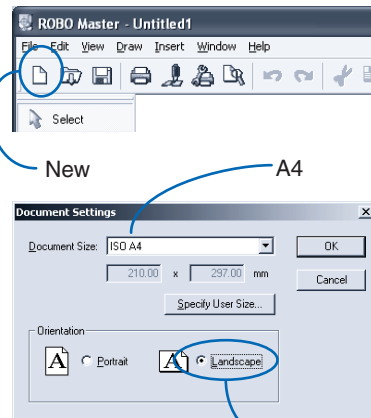 ROBO Master - Untitled1
File Edit View Draw Insert Window Help
Select
New
A4
Document Settings
Document Size: ISO A4
OK
210.00 x 297.00 mm
Cancel
Specify User Size...
Orientation
A Portrait A Landscape